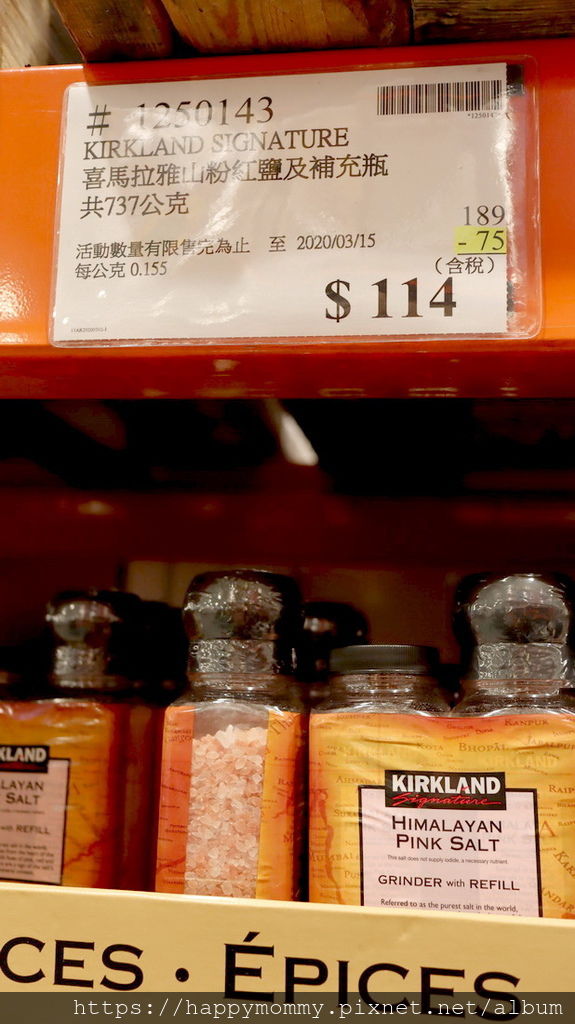 # 1250143
KIRKLAND SIGNATURE
喜馬拉雅山粉紅鹽及補充瓶
共737公克
189
- 75
活動數量有限售完為止 至 2020/03/15
(含稅)
每公克 0.155
$ 114
KIRKLAND
Signature
HIMALAYAN
PINK SALT
This salt does not supply iodide, a necessary nutrient.
GRINDER with REFILL
Referred to as the purest salt in the world,
KANPUR
BHOPAL
KLAND
LAYAN
SALT
with REFILL
CES · ÉPICES
https://happymommy.pixnet.net/album